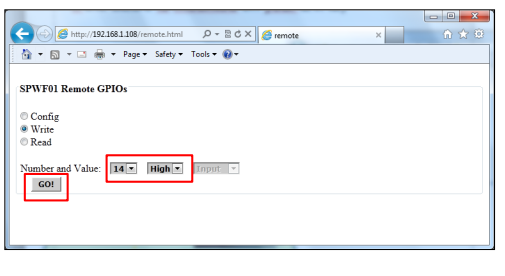 http://192.168.1.108/remote.html
remote
Page Safety Tools
SPWF01 Remote GPIOs
Config
Write
Read
Number and Value: 14 High Input
GO!